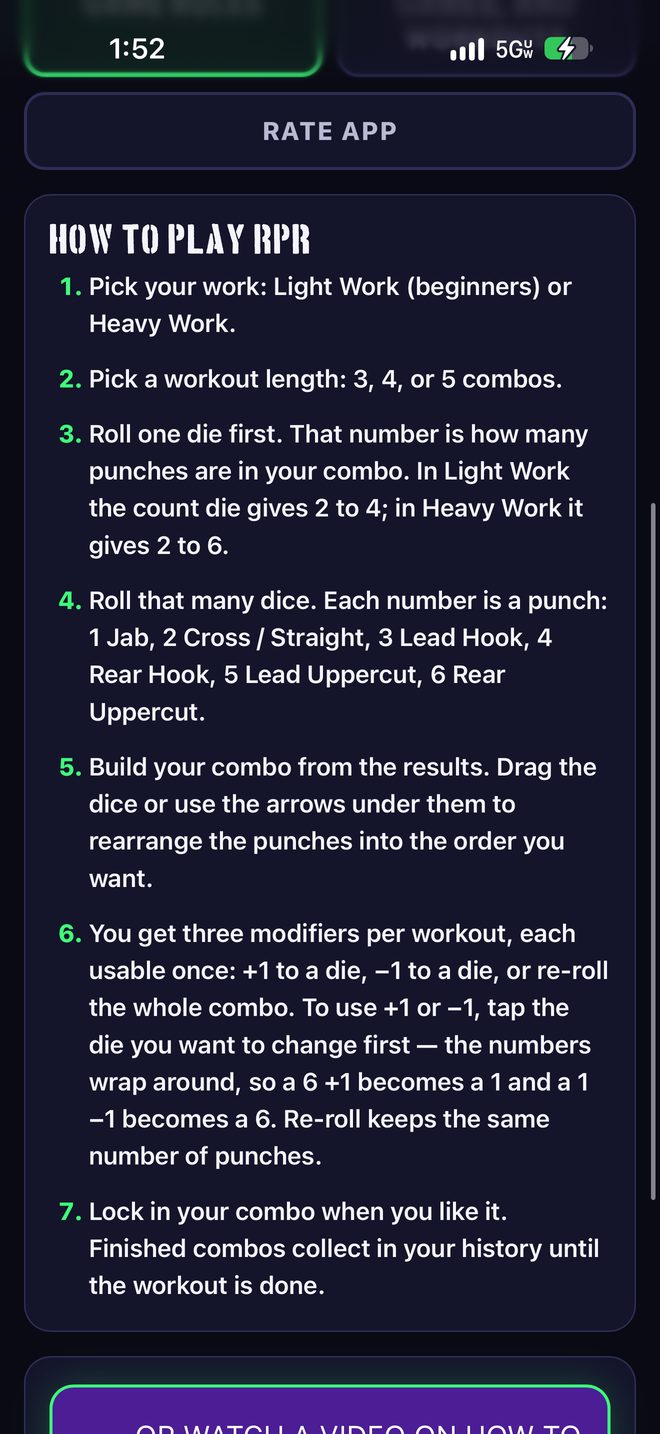 1:52
5GUW
RATE APP
HOW TO PLAY RPR
1. Pick your work: Light Work (beginners) or
Heavy Work.
2. Pick a workout length: 3, 4, or 5 combos.
3. Roll one die first. That number is how many
punches are in your combo. In Light Work
the count die gives 2 to 4; in Heavy Work it
gives 2 to 6.
4. Roll that many dice. Each number is a punch:
1 Jab, 2 Cross / Straight, 3 Lead Hook, 4
Rear Hook, 5 Lead Uppercut, 6 Rear
Uppercut.
5. Build your combo from the results. Drag the
dice or use the arrows under them to
rearrange the punches into the order you
want.
6. You get three modifiers per workout, each
usable once: +1 to a die, −1 to a die, or re-roll
the whole combo. To use +1 or −1, tap the
die you want to change first — the numbers
wrap around, so a 6 +1 becomes a 1 and a 1
−1 becomes a 6. Re-roll keeps the same
number of punches.
7. Lock in your combo when you like it.
Finished combos collect in your history until
the workout is done.
OR WATCH A VIDEO ON HOW TO